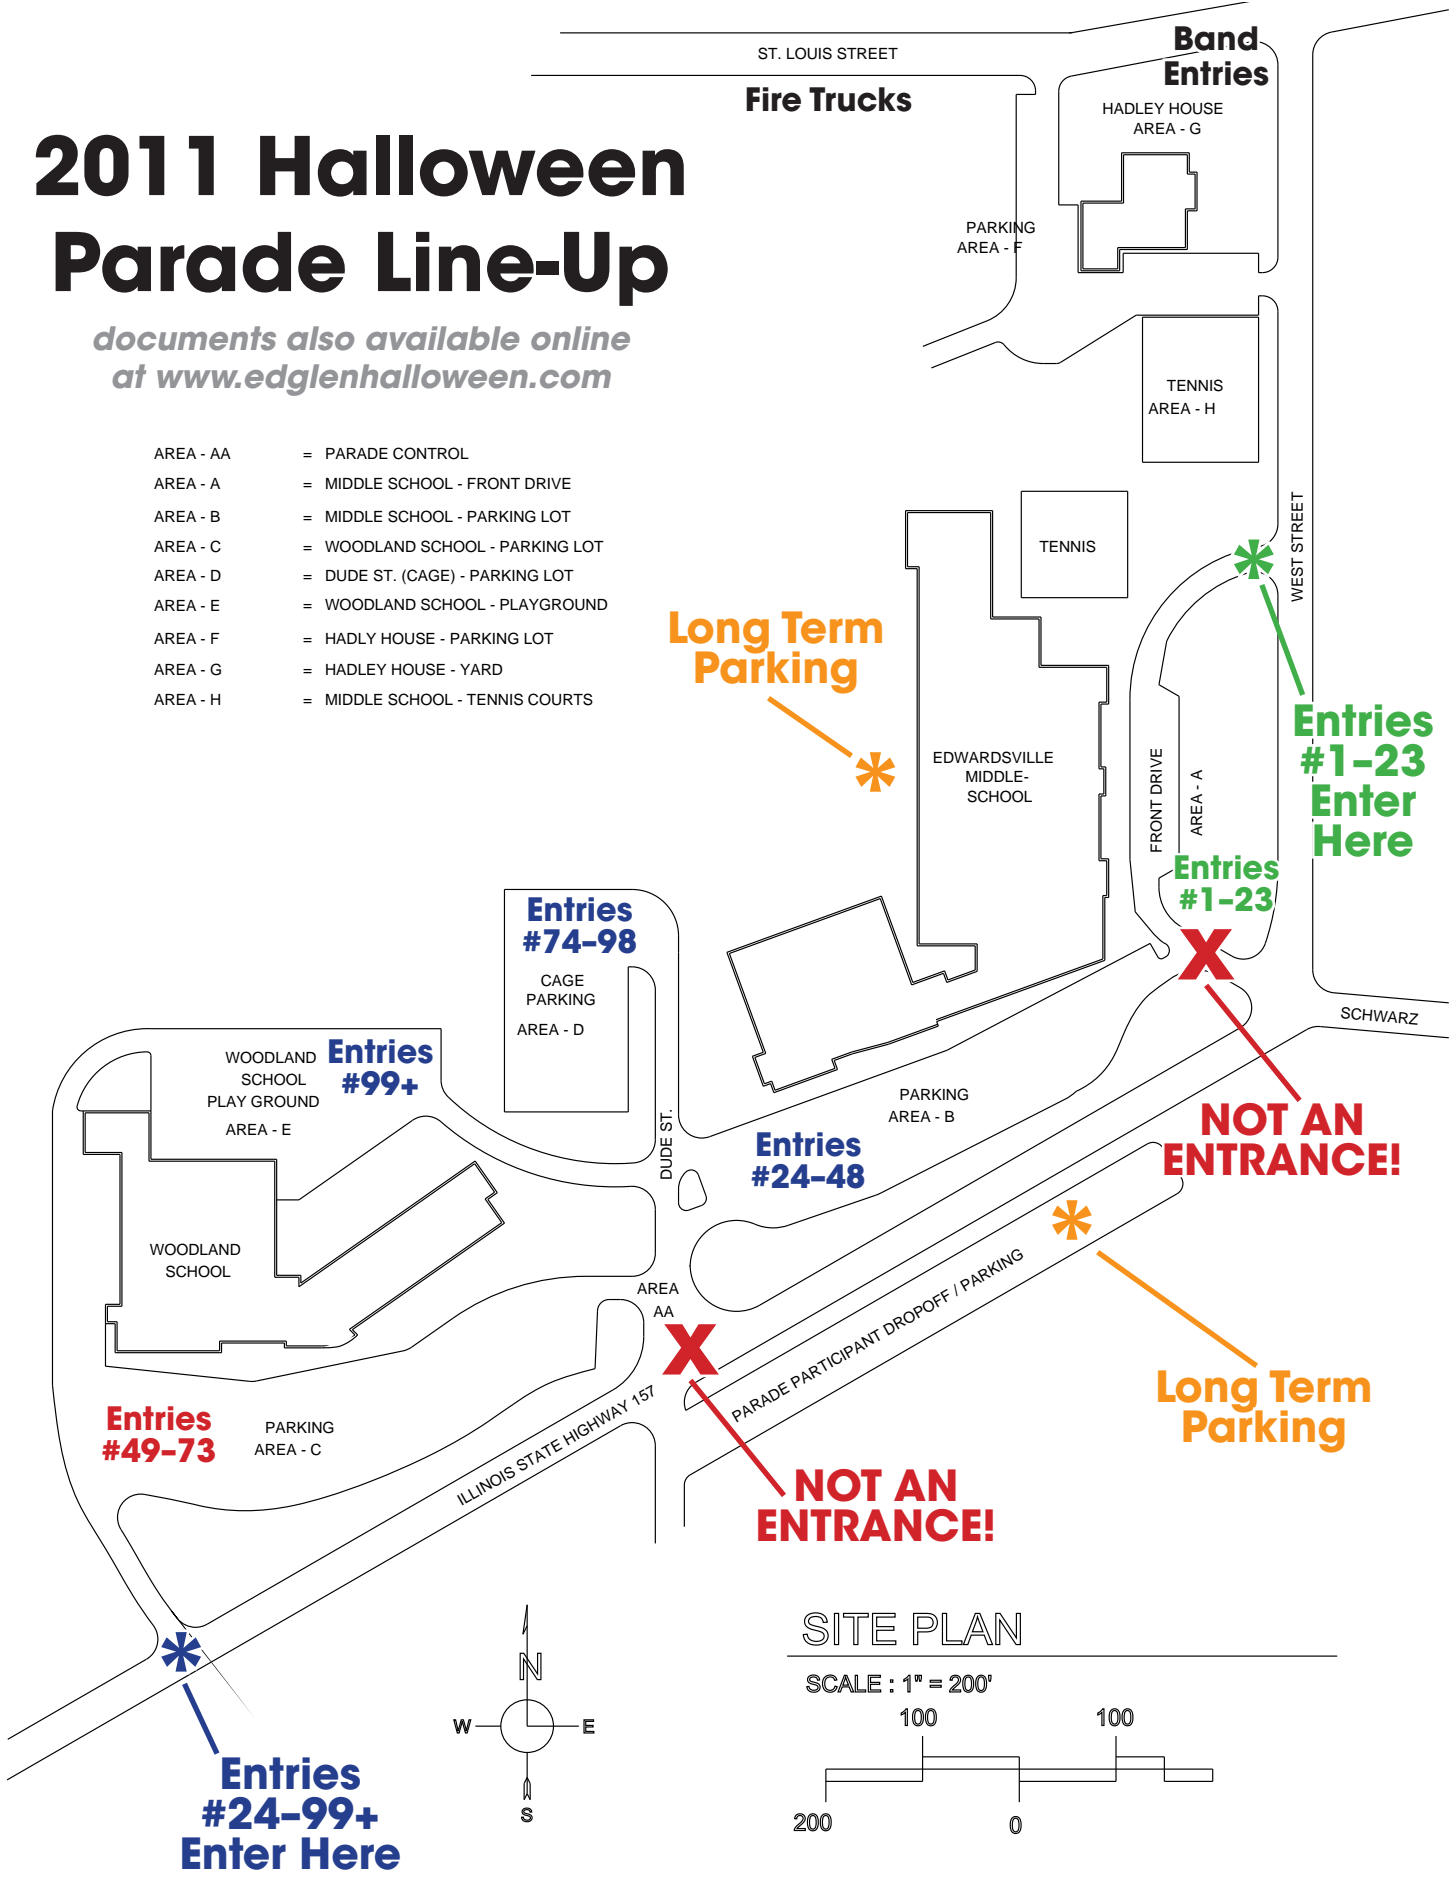 ST. LOUIS STREET
Fire Trucks
Band
Entries
HADLEY HOUSE
AREA - G
2011 Halloween
Parade Line-Up
documents also available online
at www.edglenhalloween.com
PARKING
AREA - F
TENNIS
AREA - H
AREA - AA = PARADE CONTROL
AREA - A = MIDDLE SCHOOL - FRONT DRIVE
AREA - B = MIDDLE SCHOOL - PARKING LOT
AREA - C = WOODLAND SCHOOL - PARKING LOT
AREA - D = DUDE ST. (CAGE) - PARKING LOT
AREA - E = WOODLAND SCHOOL - PLAYGROUND
AREA - F = HADLY HOUSE - PARKING LOT
AREA - G = HADLEY HOUSE - YARD
AREA - H = MIDDLE SCHOOL - TENNIS COURTS
TENNIS
WEST STREET
Long Term
Parking
Entries
#1-23
Enter
Here
EDWARDSVILLE
MIDDLE-
SCHOOL
FRONT DRIVE
AREA - A
Entries
#1-23
X
Entries
#74-98
CAGE
PARKING
AREA - D
SCHWARZ
WOODLAND
SCHOOL
PLAY GROUND
AREA - E
Entries
#99+
PARKING
AREA - B
DUDE ST.
Entries
#24-48
NOT AN
ENTRANCE!
WOODLAND
SCHOOL
AREA
AA
X
PARADE PARTICIPANT DROPOFF / PARKING
Long Term
Parking
Entries
#49-73
PARKING
AREA - C
ILLINOIS STATE HIGHWAY 157
NOT AN
ENTRANCE!
Entries
#24-99+
Enter Here
N
W E
S
SITE PLAN
SCALE : 1" = 200'
100 100
200 0